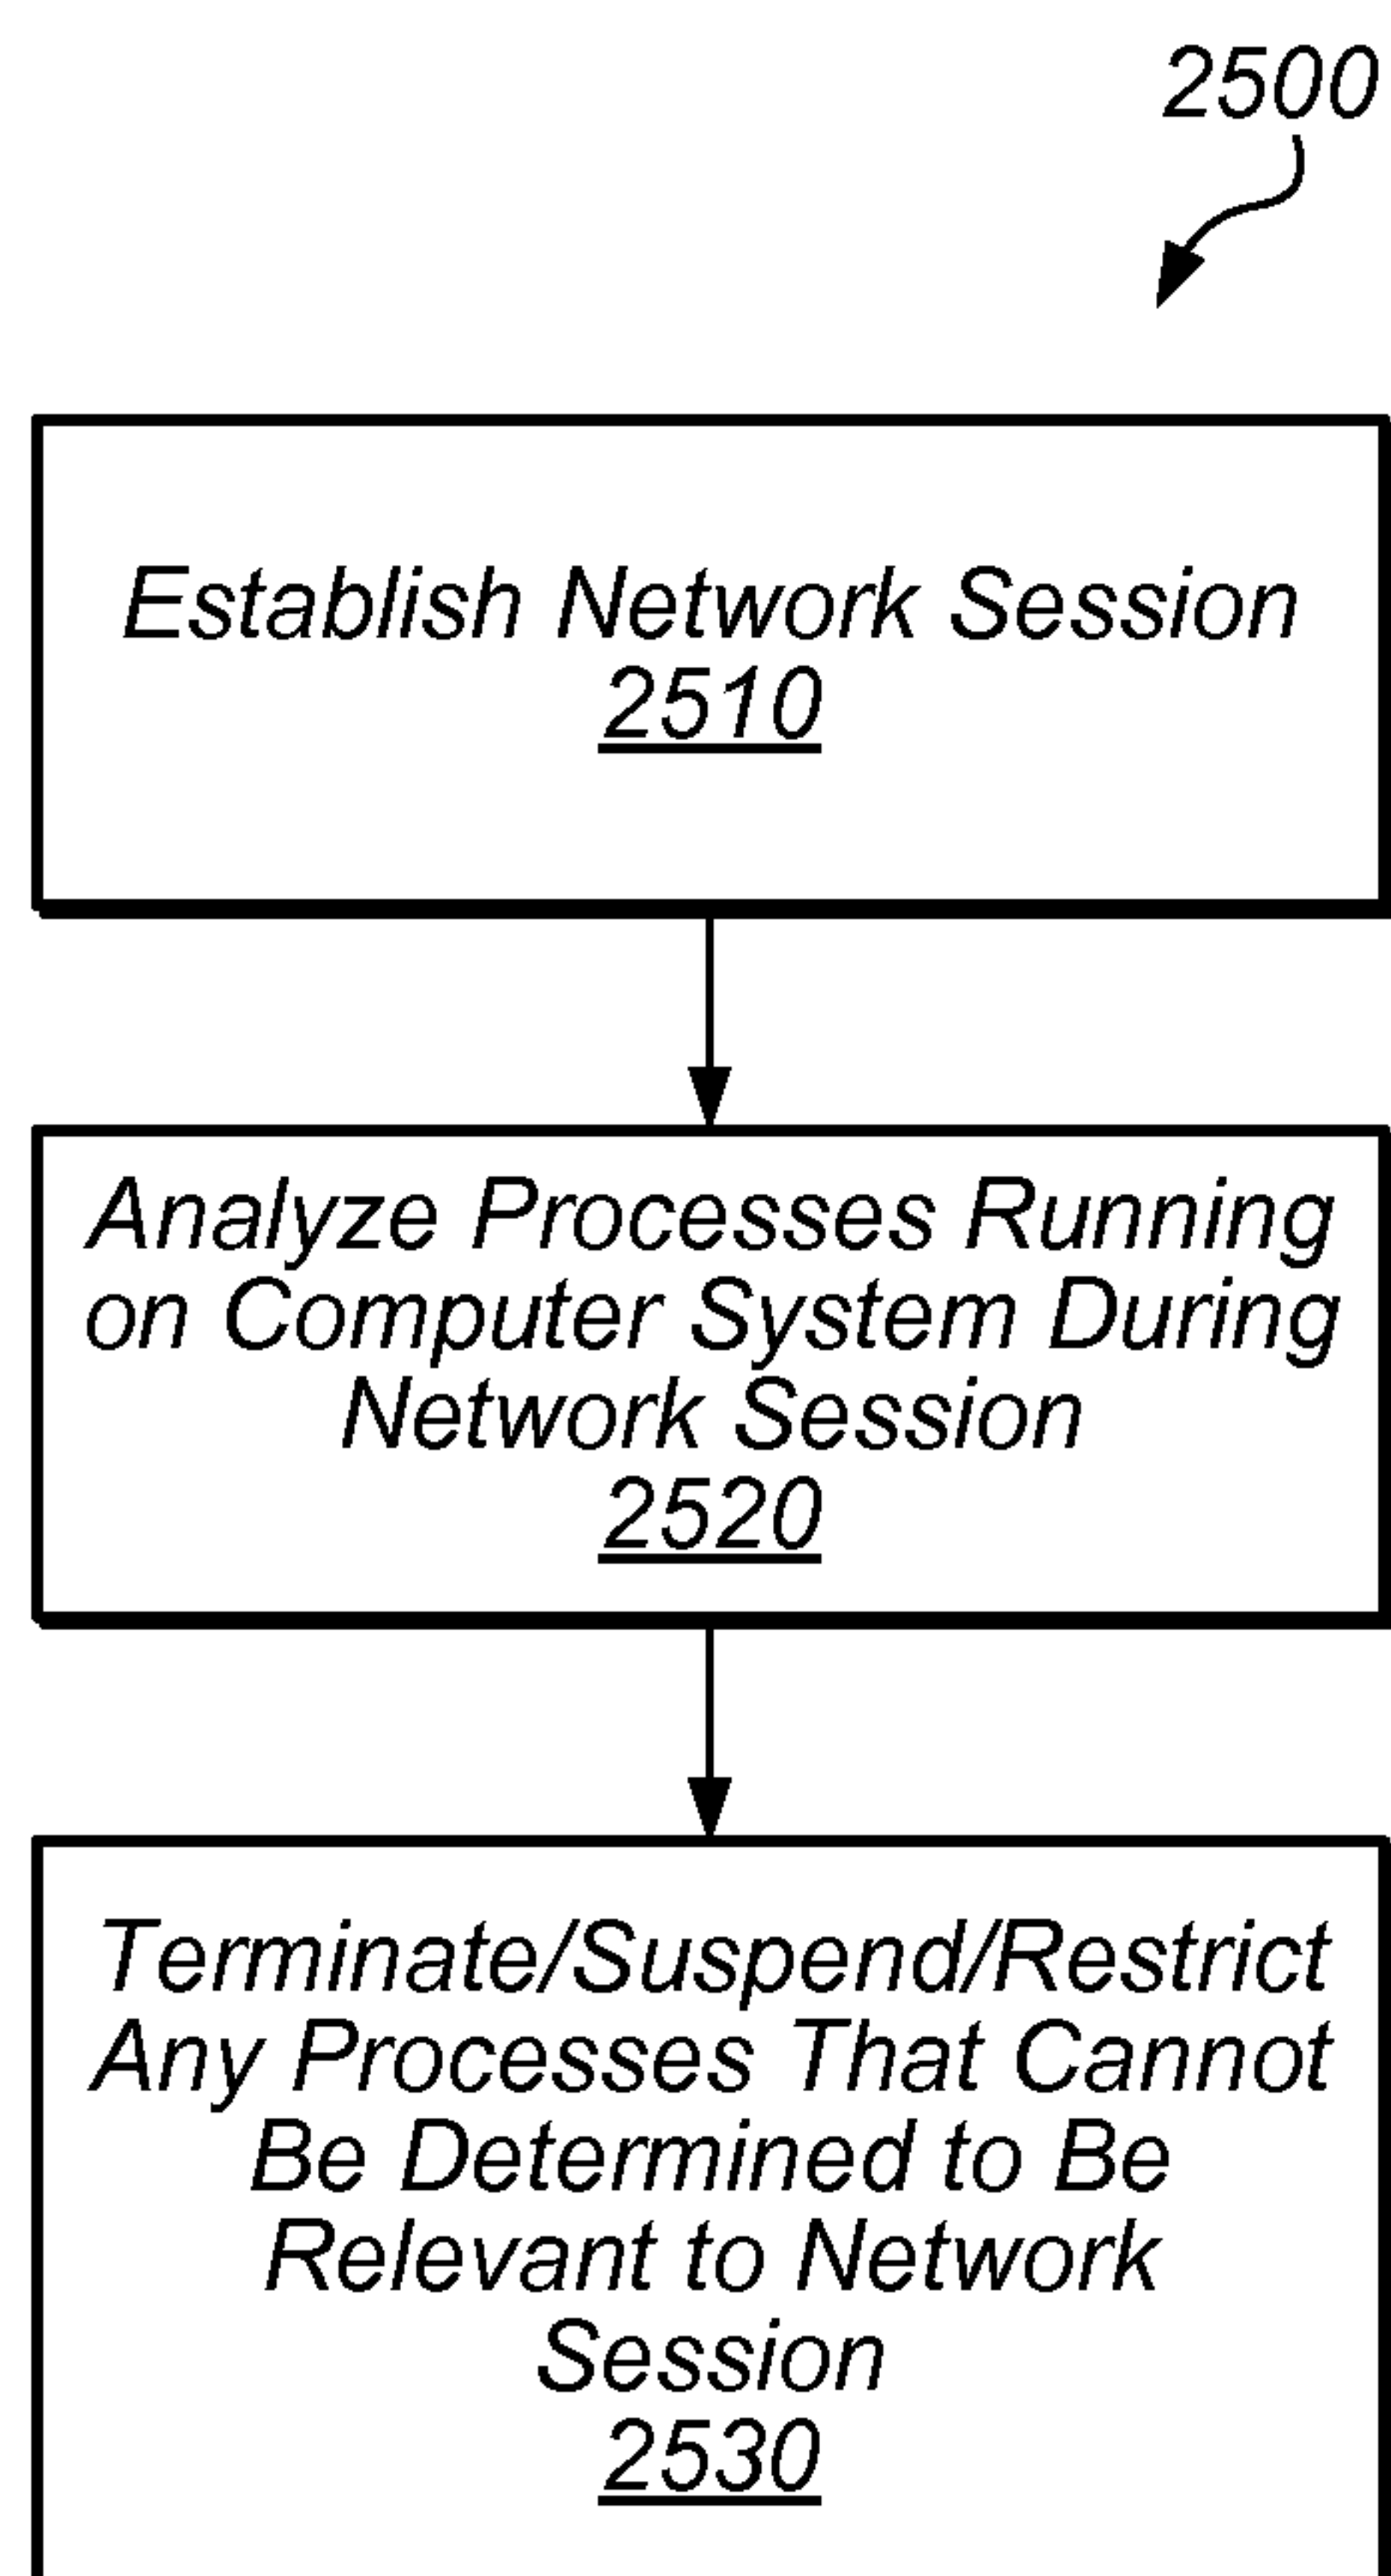 2500
Establish Network Session
2510
Analyze Processes Running
on Computer System During
Network Session
2520
Terminate/Suspend/Restrict
Any Processes That Cannot
Be Determined to Be
Relevant to Network
Session
2530